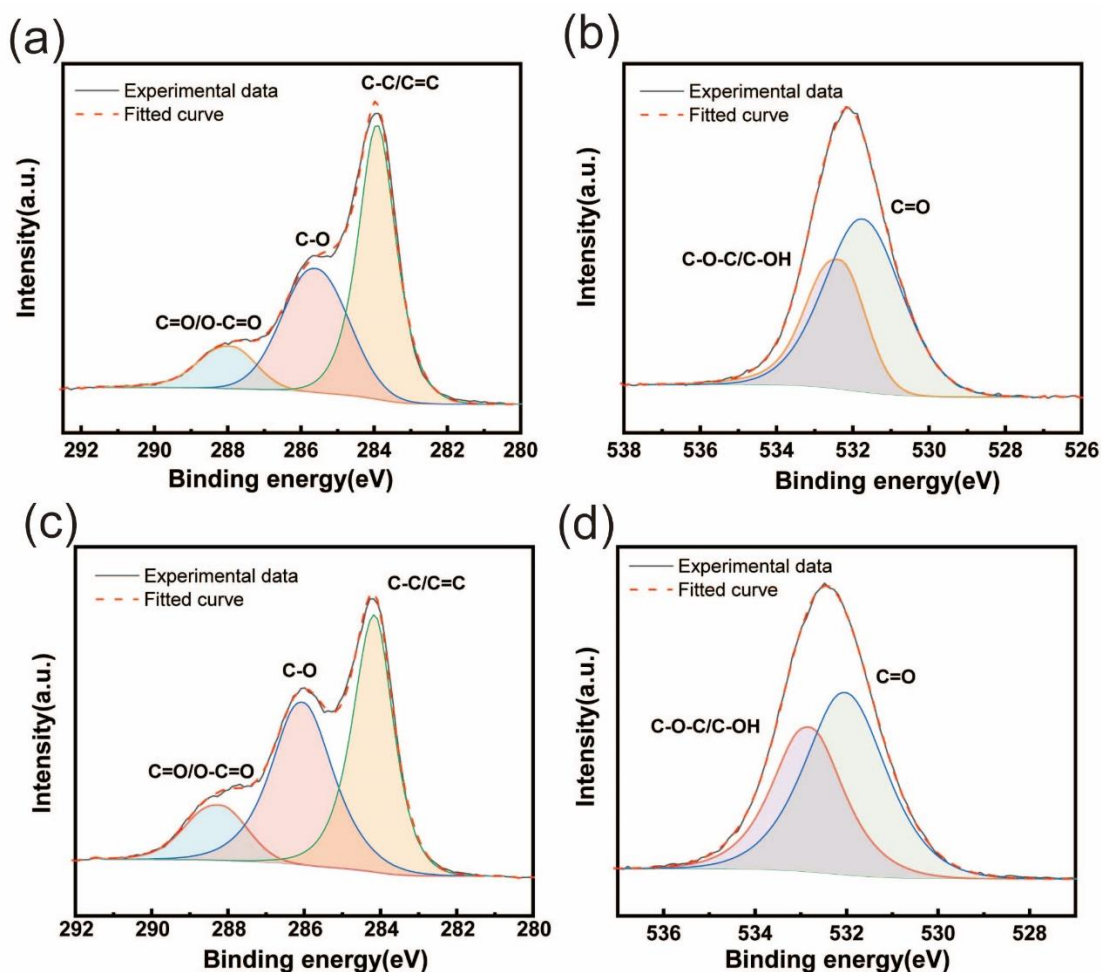 (a)
Experimental data
Fitted curve
C-C/C=C
C-O
C=O/O-C=O
Intensity(a.u.)
292 290 288 286 284 282 280
Binding energy(eV)
(b)
Experimental data
Fitted curve
C=O
C-O-C/C-OH
Intensity(a.u.)
538 536 534 532 530 528 526
Binding energy(eV)
(c)
Experimental data
Fitted curve
C-C/C=C
C-O
C=O/O-C=O
Intensity(a.u.)
292 290 288 286 284 282 280
Binding energy(eV)
(d)
Experimental data
Fitted curve
C=O
C-O-C/C-OH
Intensity(a.u.)
536 534 532 530 528
Binding energy(eV)